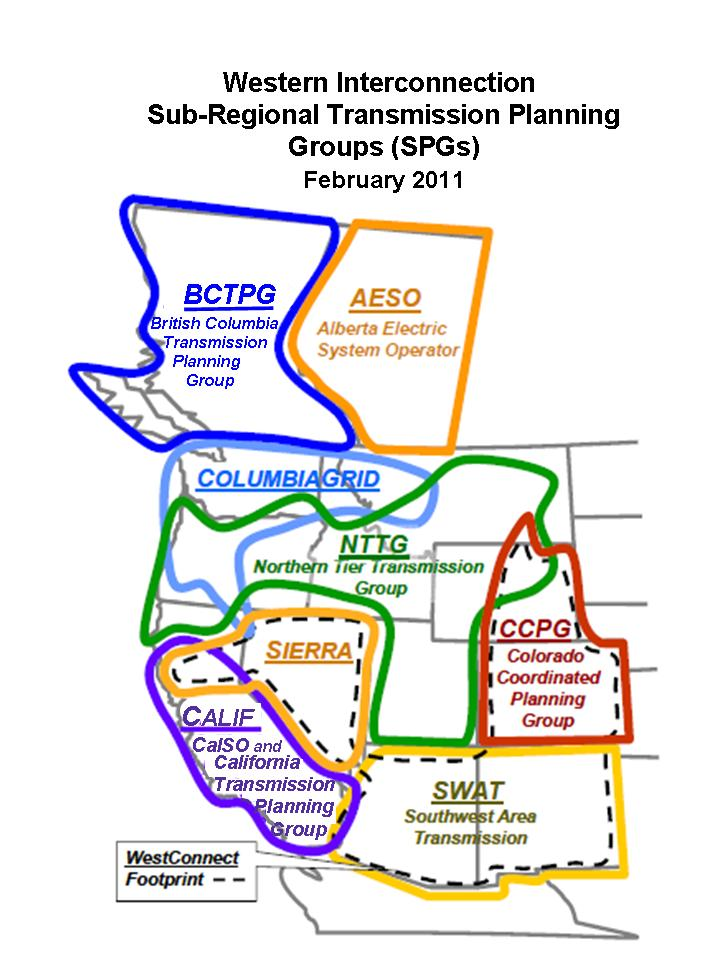 Western Interconnection
Sub-Regional Transmission Planning
Groups (SPGs)
February 2011
BCTPG
British Columbia
Transmission
Planning
Group
AESO
Alberta Electric
System Operator
COLUMBIAGRID
NTTG
Northern Tier Transmission
Group
CCPG
Colorado
Coordinated
Planning
Group
SIERRA
CALIF
CaISO and
California
Transmission
Planning
Group
SWAT
Southwest Area
Transmission
WestConnect
Footprint